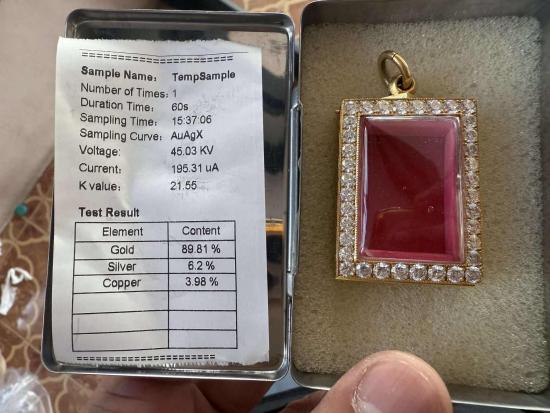 ==============================
Sample Name: TempSample
Number of Times: 1
Duration Time: 60s
Sampling Time: 15:37:06
Sampling Curve: AuAgX
Voltage: 45.03 KV
Current: 195.31 uA
K value: 21.55
Test Result
Element Content
Gold 89.81 %
Silver 6.2 %
Copper 3.98 %
==============================